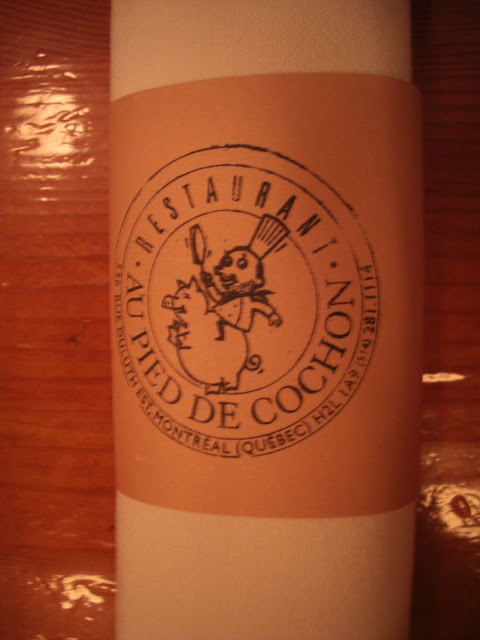 · RESTAURANT ·
AU PIED DE COCHON
536 RUE DULUTH EST, MONTRÉAL (QUÉBEC) H2L 1A9 (514) 281.1114